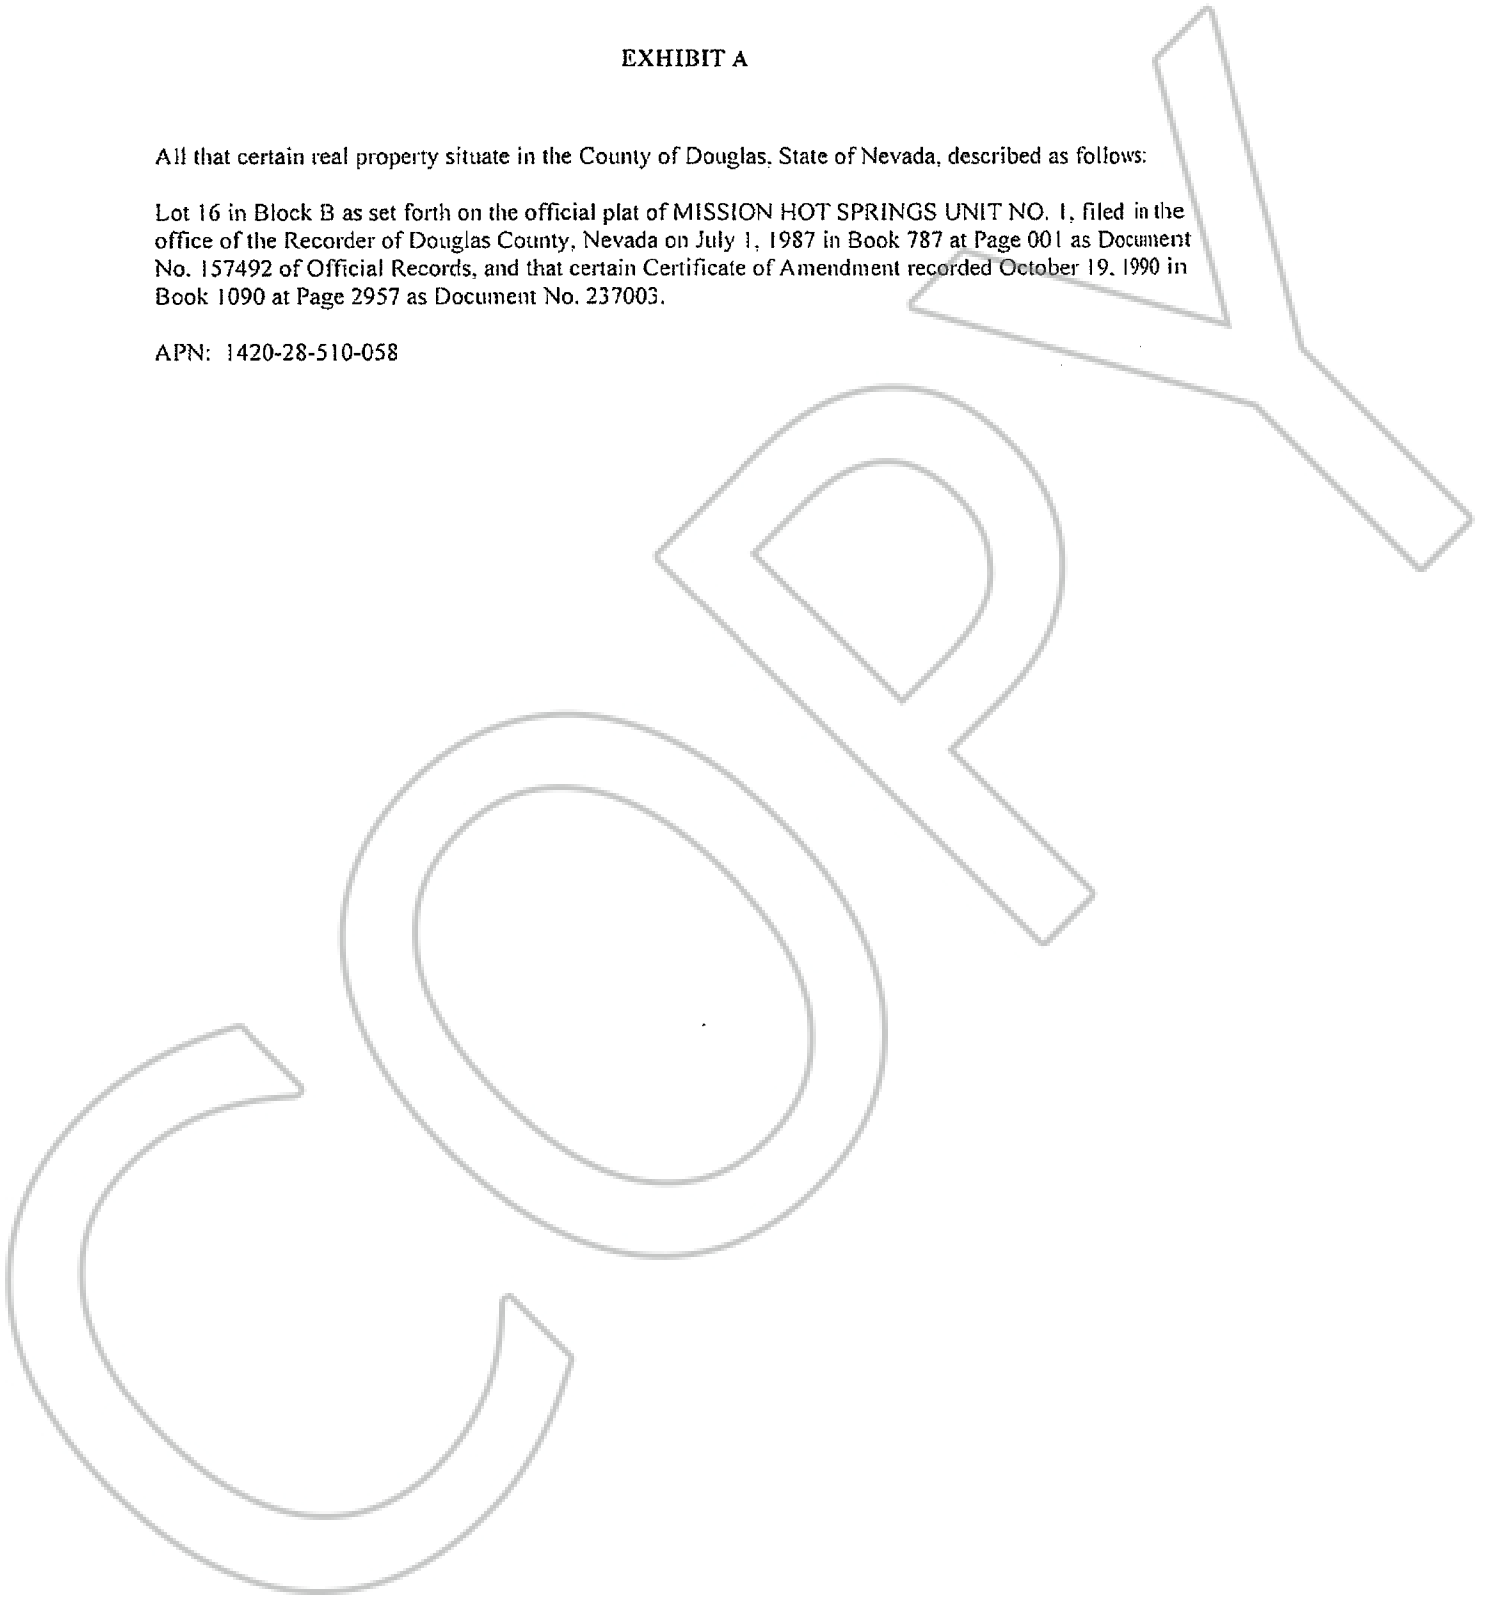 EXHIBIT A
All that certain real property situate in the County of Douglas, State of Nevada, described as follows:
Lot 16 in Block B as set forth on the official plat of MISSION HOT SPRINGS UNIT NO. 1, filed in the
office of the Recorder of Douglas County, Nevada on July 1, 1987 in Book 787 at Page 001 as Document
No. 157492 of Official Records, and that certain Certificate of Amendment recorded October 19, 1990 in
Book 1090 at Page 2957 as Document No. 237003.
APN: 1420-28-510-058
COPY